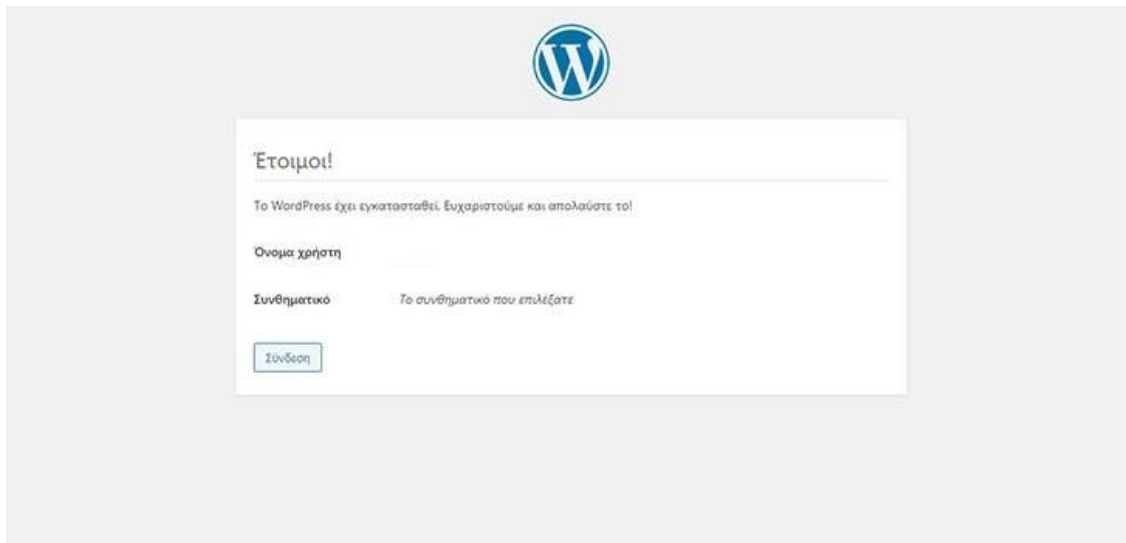 Έτοιμοι!
Το WordPress έχει εγκατασταθεί. Ευχαριστούμε και απολαύστε το!
Όνομα χρήστη
Συνθηματικό Το συνθηματικό που επιλέξατε
Σύνδεση